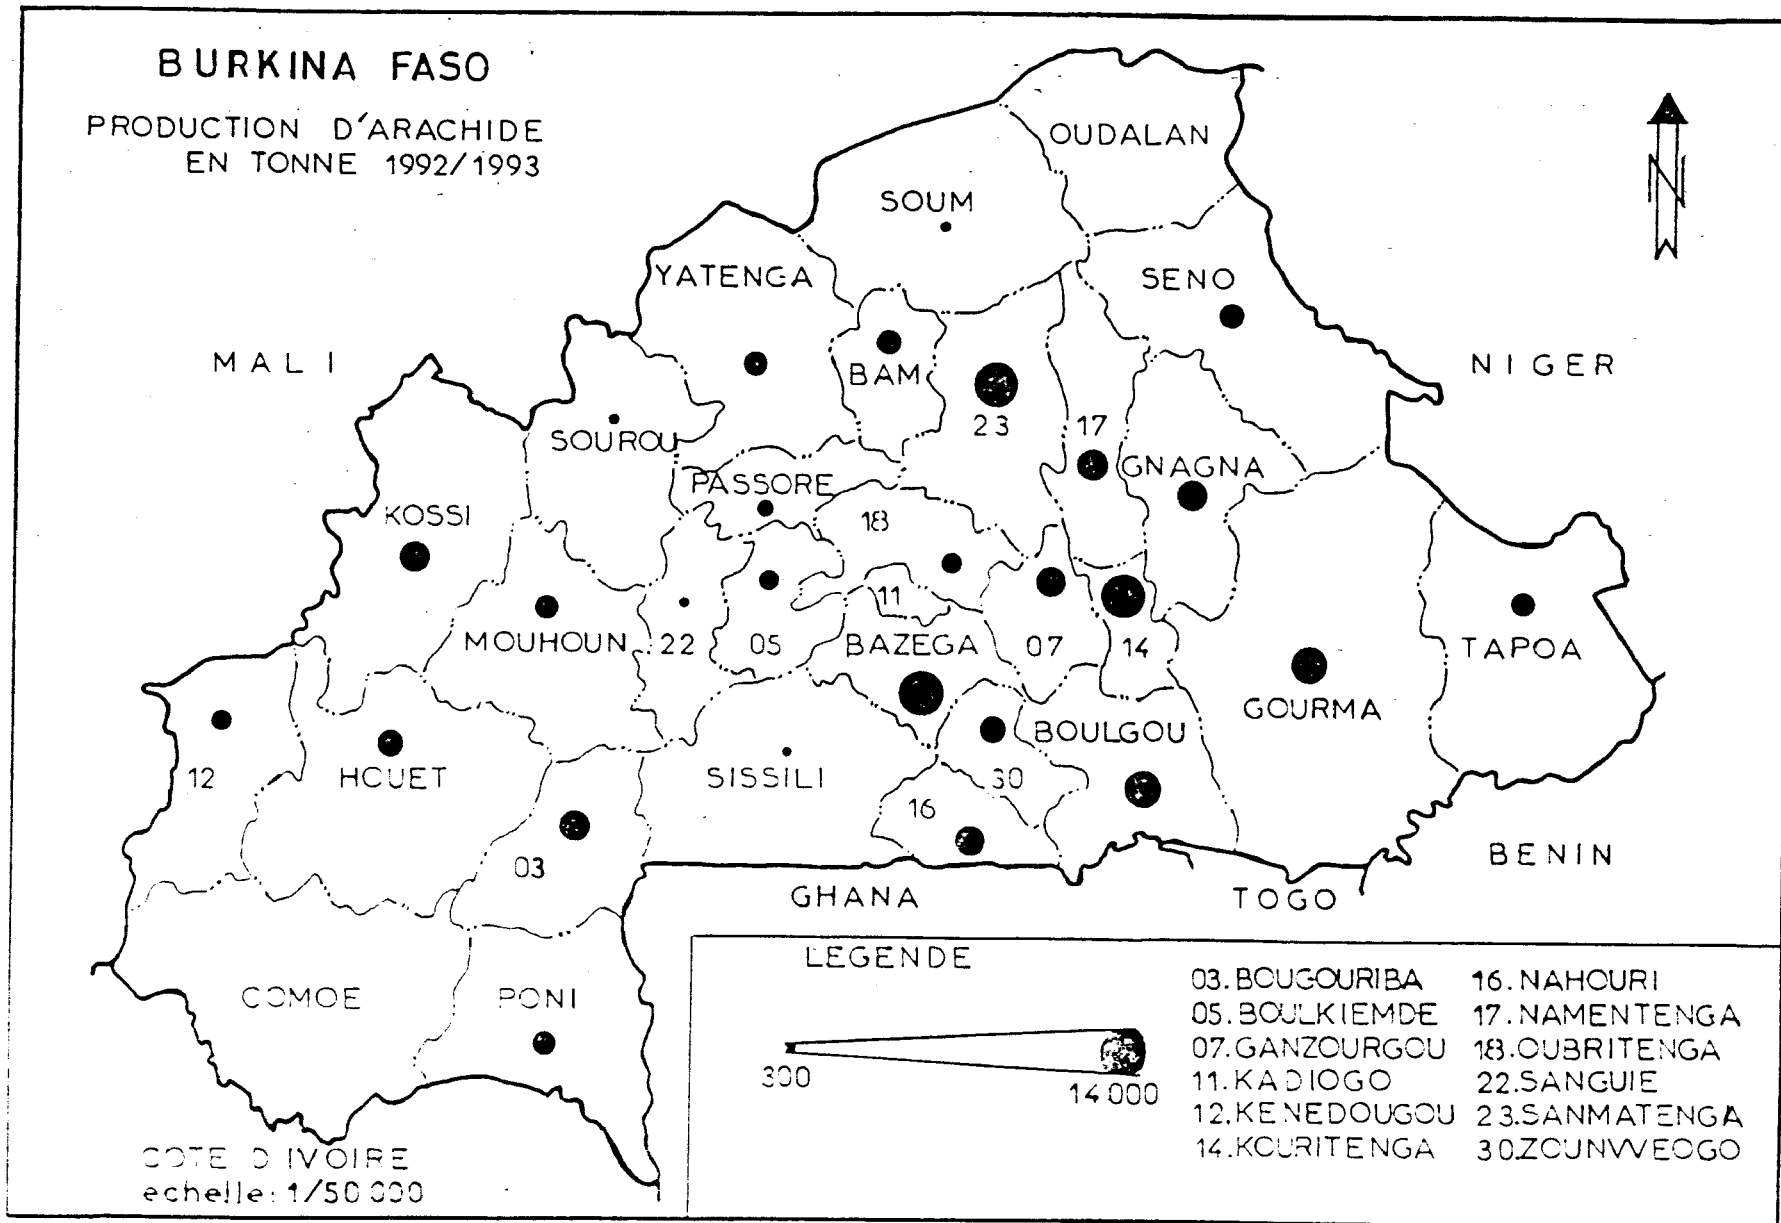 BURKINA FASO
PRODUCTION D'ARACHIDE
EN TONNE 1992/1993
OUDALAN
N
SOUM
YATENGA
SENO
MALI
NIGER
BAM
23
17
SOUROU
GNAGNA
PASSORE
KOSSI
18
11
MOUHOUN
22
05
BAZEGA
07
14
TAPOA
GOURMA
BOULGOU
12
HOUET
SISSILI
30
16
03
BENIN
GHANA
TOGO
COMOE
PONI
COTE D IVOIRE
echelle: 1/50 000
LEGENDE
300
14 000
03. BOUGOURIBA
05. BOULKIEMDE
07. GANZOURGOU
11. KADIOGO
12. KENEDOUGOU
14. KOURITENGA
16. NAHOURI
17. NAMENTENGA
18. OUBRITENGA
22. SANGUIE
23. SANMATENGA
30. ZOUNWEOGO